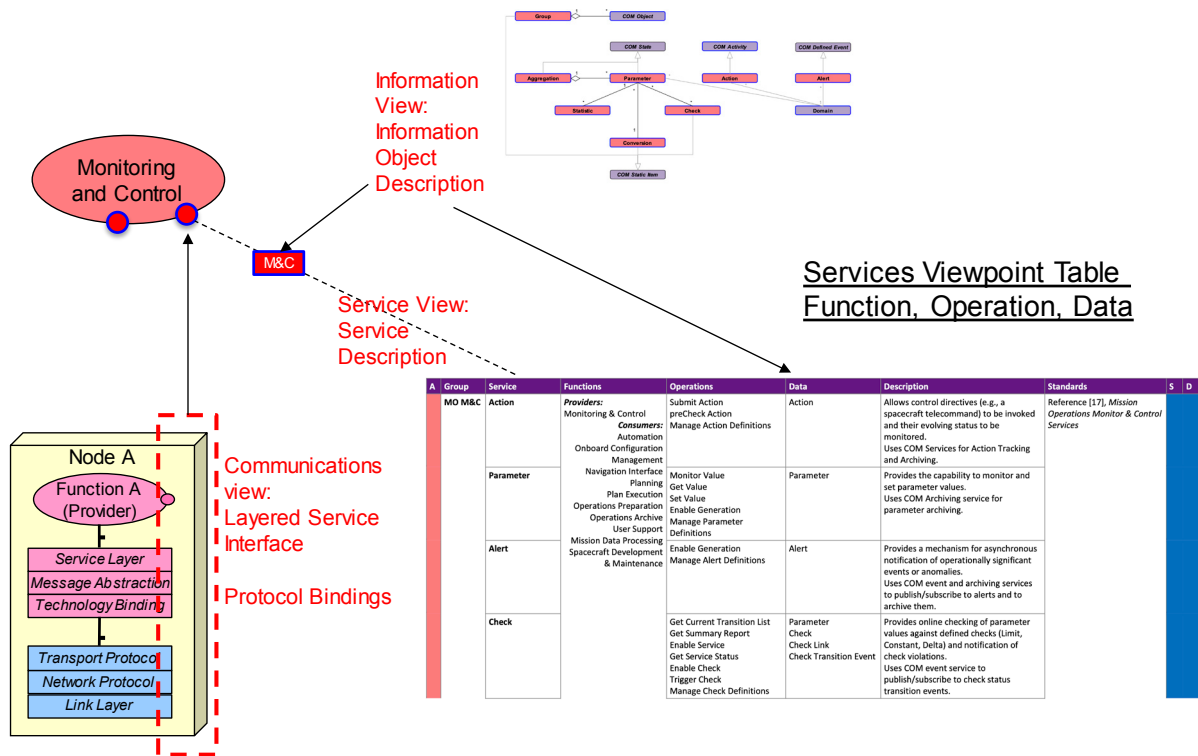 Group
COM Object
COM State
COM Activity
COM Defined Event
Aggregation
Parameter
Action
Alert
Statistic
Check
Domain
Conversion
COM Static Item
Information
View:
Information
Object
Description
Monitoring
and Control
M&C
Service View:
Service
Description
Services Viewpoint Table
Function, Operation, Data
Node A
Function A
(Provider)
Service Layer
Message Abstraction
Technology Binding
Transport Protocol
Network Protocol
Link Layer
Communications
view:
Layered Service
Interface
Protocol Bindings
A Group Service Functions Operations Data Description Standards S D
MO M&C
Action
Providers:
Monitoring & Control
Consumers:
Automation
Onboard Configuration
Management
Navigation Interface
Planning
Plan Execution
Operations Preparation
Operations Archive
User Support
Mission Data Processing
Spacecraft Development
& Maintenance
Submit Action
preCheck Action
Manage Action Definitions
Action
Allows control directives (e.g., a
spacecraft telecommand) to be invoked
and their evolving status to be
monitored.
Uses COM Services for Action Tracking
and Archiving.
Reference [17], Mission
Operations Monitor & Control
Services
Parameter
Monitor Value
Get Value
Set Value
Enable Generation
Manage Parameter
Definitions
Parameter
Provides the capability to monitor and
set parameter values.
Uses COM Archiving service for
parameter archiving.
Alert
Enable Generation
Manage Alert Definitions
Alert
Provides a mechanism for asynchronous
notification of operationally significant
events or anomalies.
Uses COM event and archiving services
to publish/subscribe to alerts and to
archive them.
Check
Get Current Transition List
Get Summary Report
Enable Service
Get Service Status
Enable Check
Trigger Check
Manage Check Definitions
Parameter
Check
Check Link
Check Transition Event
Provides online checking of parameter
values against defined checks (Limit,
Constant, Delta) and notification of
check violations.
Uses COM event service to
publish/subscribe to check status
transition events.